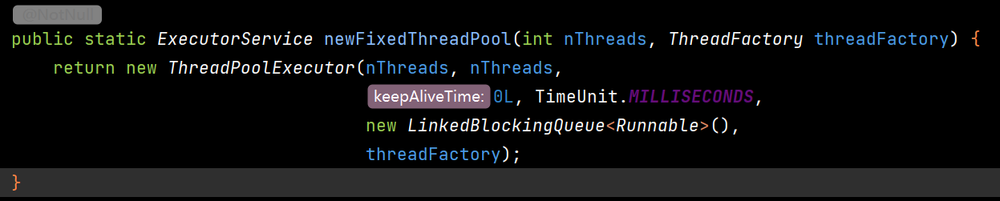 @NotNull
public static ExecutorService newFixedThreadPool(int nThreads, ThreadFactory threadFactory) {
    return new ThreadPoolExecutor(nThreads, nThreads,
                                  keepAliveTime: 0L, TimeUnit.MILLISECONDS,
                                  new LinkedBlockingQueue<Runnable>(),
                                  threadFactory);
}